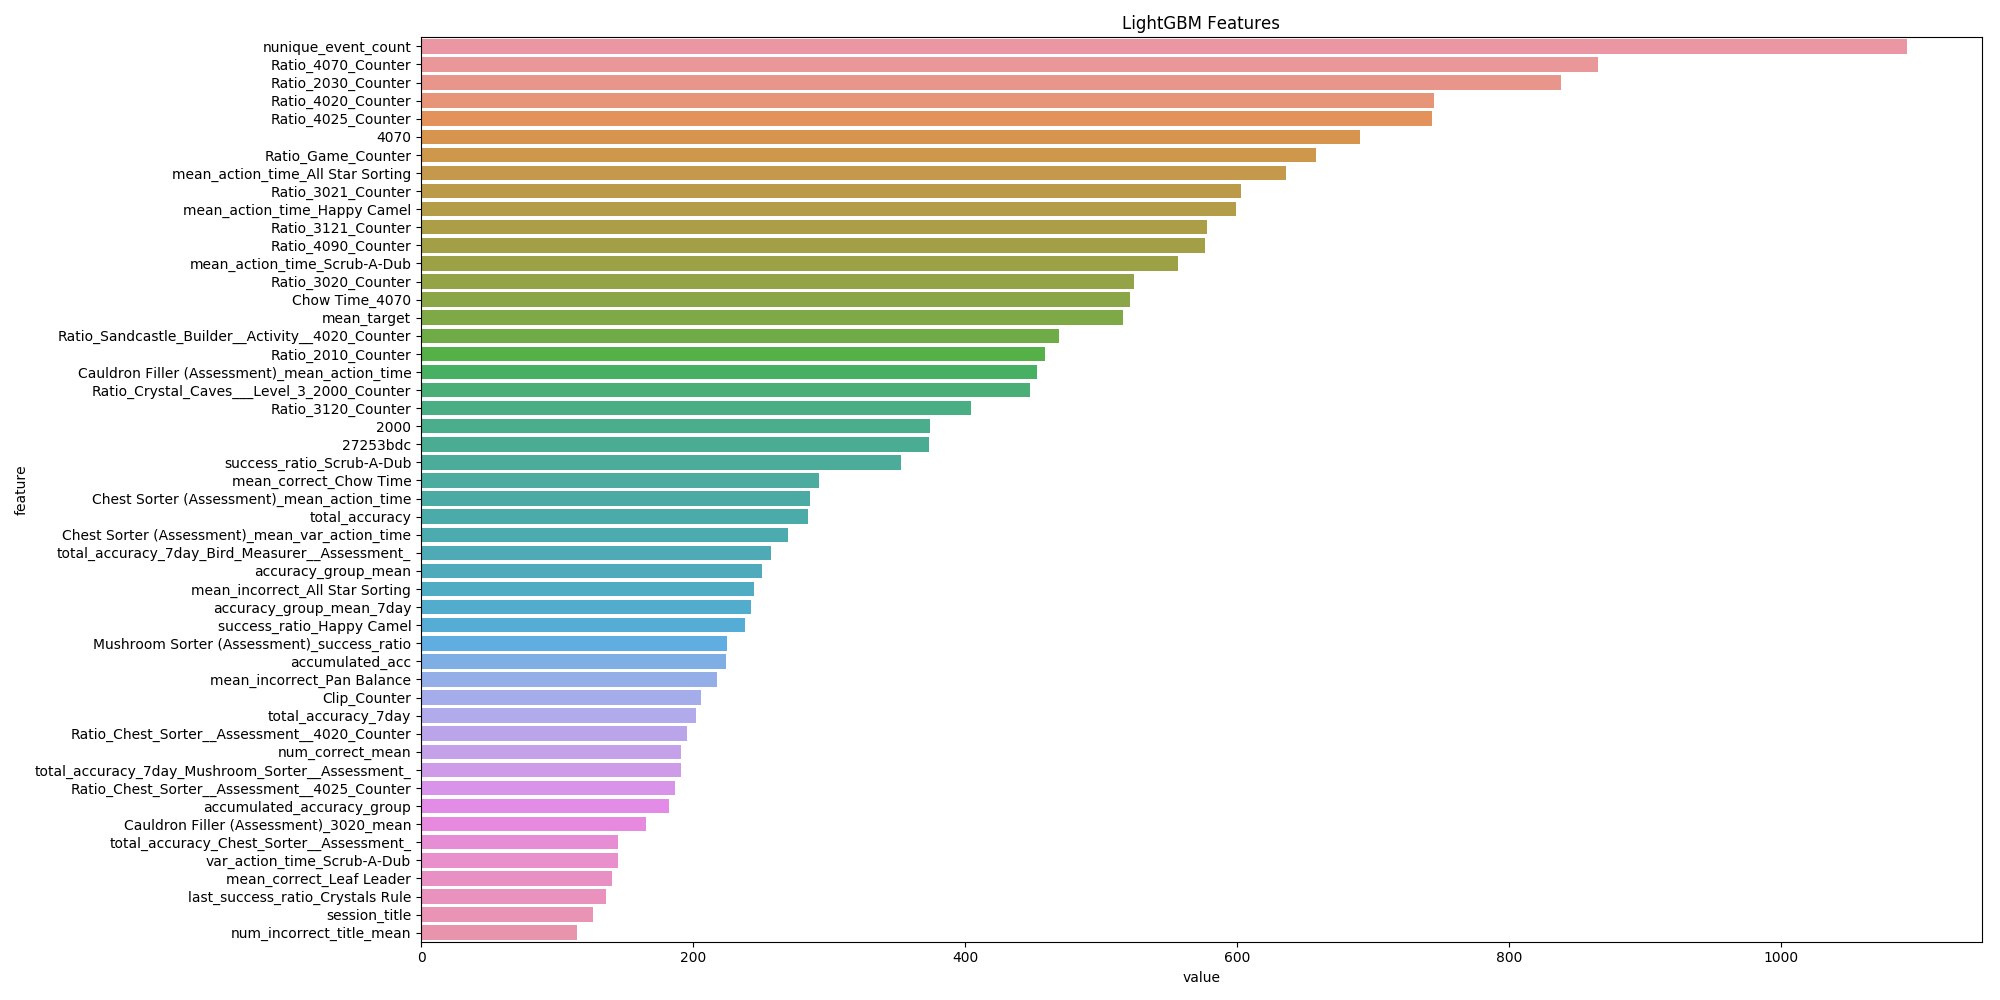 LightGBM Features
nunique_event_count
Ratio_4070_Counter
Ratio_2030_Counter
Ratio_4020_Counter
Ratio_4025_Counter
4070
Ratio_Game_Counter
mean_action_time_All Star Sorting
Ratio_3021_Counter
mean_action_time_Happy Camel
Ratio_3121_Counter
Ratio_4090_Counter
mean_action_time_Scrub-A-Dub
Ratio_3020_Counter
Chow Time_4070
mean_target
Ratio_Sandcastle_Builder__Activity__4020_Counter
Ratio_2010_Counter
Cauldron Filler (Assessment)_mean_action_time
Ratio_Crystal_Caves___Level_3_2000_Counter
Ratio_3120_Counter
2000
27253bdc
success_ratio_Scrub-A-Dub
mean_correct_Chow Time
Chest Sorter (Assessment)_mean_action_time
total_accuracy
Chest Sorter (Assessment)_mean_var_action_time
total_accuracy_7day_Bird_Measurer__Assessment_
accuracy_group_mean
mean_incorrect_All Star Sorting
accuracy_group_mean_7day
success_ratio_Happy Camel
Mushroom Sorter (Assessment)_success_ratio
accumulated_acc
mean_incorrect_Pan Balance
Clip_Counter
total_accuracy_7day
Ratio_Chest_Sorter__Assessment__4020_Counter
num_correct_mean
total_accuracy_7day_Mushroom_Sorter__Assessment_
Ratio_Chest_Sorter__Assessment__4025_Counter
accumulated_accuracy_group
Cauldron Filler (Assessment)_3020_mean
total_accuracy_Chest_Sorter__Assessment_
var_action_time_Scrub-A-Dub
mean_correct_Leaf Leader
last_success_ratio_Crystals Rule
session_title
num_incorrect_title_mean
feature
0 200 400 600 800 1000
value